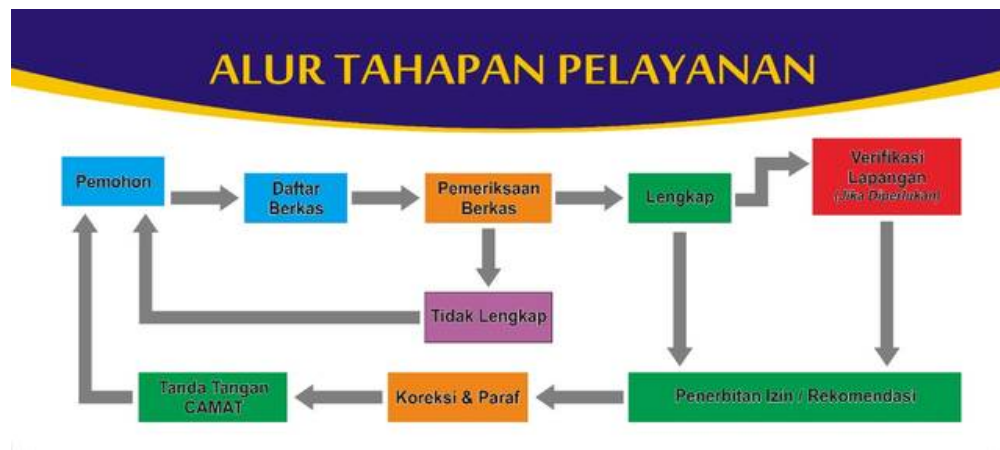 ALUR TAHAPAN PELAYANAN
Pemohon
Daftar
Berkas
Pemeriksaan
Berkas
Lengkap
Verifikasi
Lapangan
(Jika Diperlukan)
Tidak Lengkap
Tanda Tangan
CAMAT
Koreksi & Paraf
Penerbitan Izin / Rekomendasi